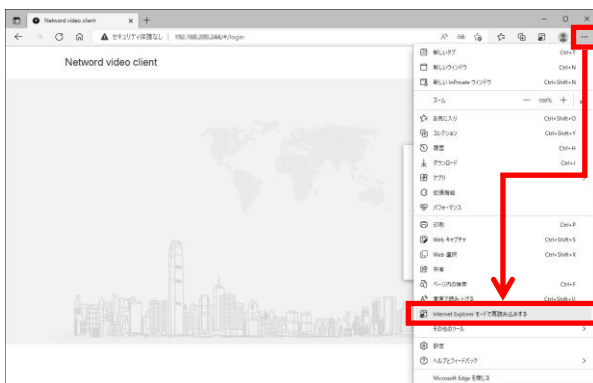 Netword video client
セキュリティ保護なし | 192.168.200.244/#/login
Netword video client
新しいタブ Ctrl+T
新しいウィンドウ Ctrl+N
新しい InPrivate ウィンドウ Ctrl+Shift+N
ズーム 100%
お気に入り Ctrl+Shift+O
コレクション Ctrl+Shift+Y
履歴 Ctrl+H
ダウンロード Ctrl+J
アプリ
拡張機能
パフォーマンス
印刷 Ctrl+P
Web キャプチャ Ctrl+Shift+S
Web 選択 Ctrl+Shift+X
共有
ページ内の検索 Ctrl+F
音声で読み上げる Ctrl+Shift+U
Internet Explorer モードで再読み込みする
その他のツール
設定
ヘルプとフィードバック
Microsoft Edge を閉じる